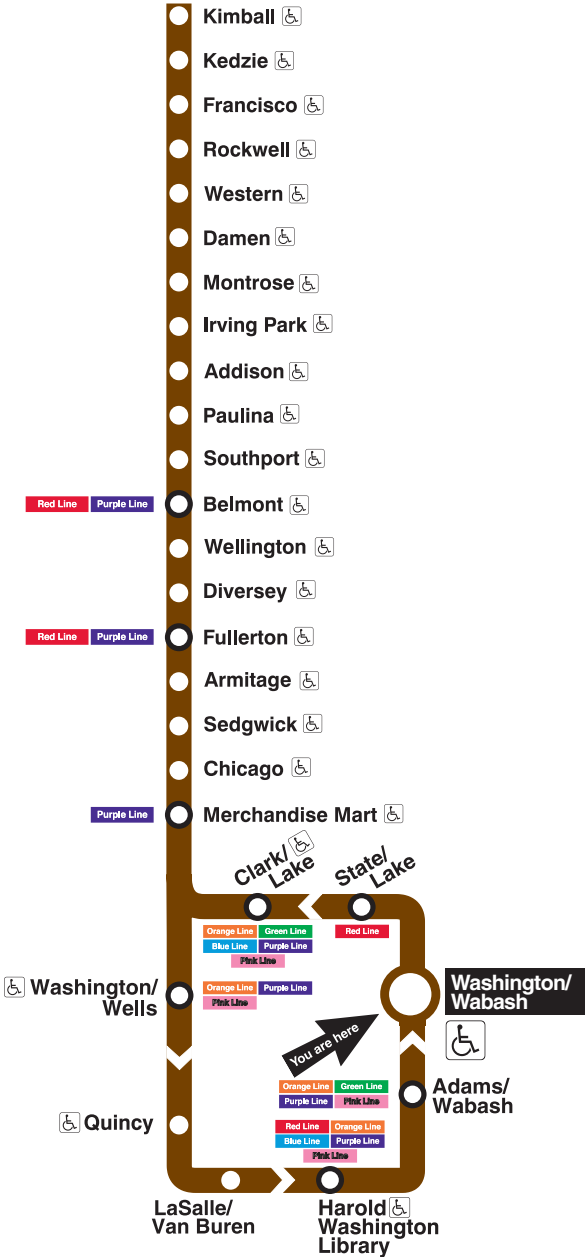 Kimball
Kedzie
Francisco
Rockwell
Western
Damen
Montrose
Irving Park
Addison
Paulina
Southport
Red Line Purple Line Belmont
Wellington
Diversey
Red Line Purple Line Fullerton
Armitage
Sedgwick
Chicago
Purple Line Merchandise Mart
Clark/
Lake
State/
Lake
Orange Line Green Line
Blue Line Purple Line
Pink Line
Red Line
Washington/
Wells
Orange Line Purple Line
Pink Line
Washington/
Wabash
You are here
Orange Line Green Line
Purple Line Pink Line
Adams/
Wabash
Quincy
Red Line Orange Line
Blue Line Purple Line
Pink Line
LaSalle/
Van Buren
Harold
Washington
Library